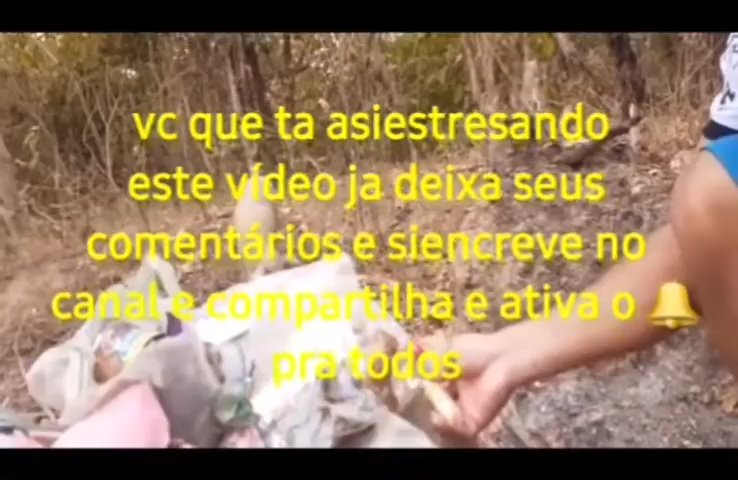 vc que ta asiestresando
este vídeo ja deixa seus
comentários e siencreve no
canal e compartilha e ativa o 🔔
pra todos